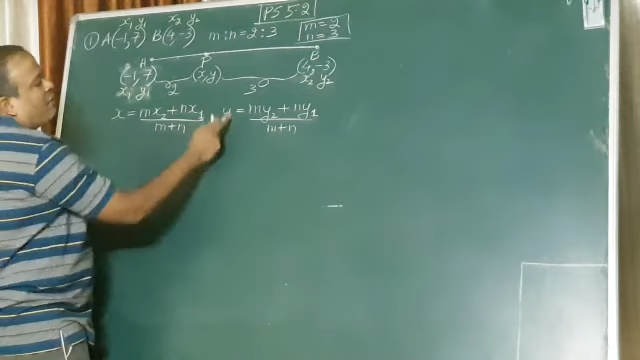 PS 5.2
x₁ y₁ x₂ y₂
① A(-1,7) B(4,-3) m:n = 2:3
m = 2
n = 3
A P B
(-1,7) (x,y) (4,-3)
x₁ y₁ 2 3 x₂ y₂
x = mx₂+nx₁ / m+n , y = my₂+ny₁ / m+n